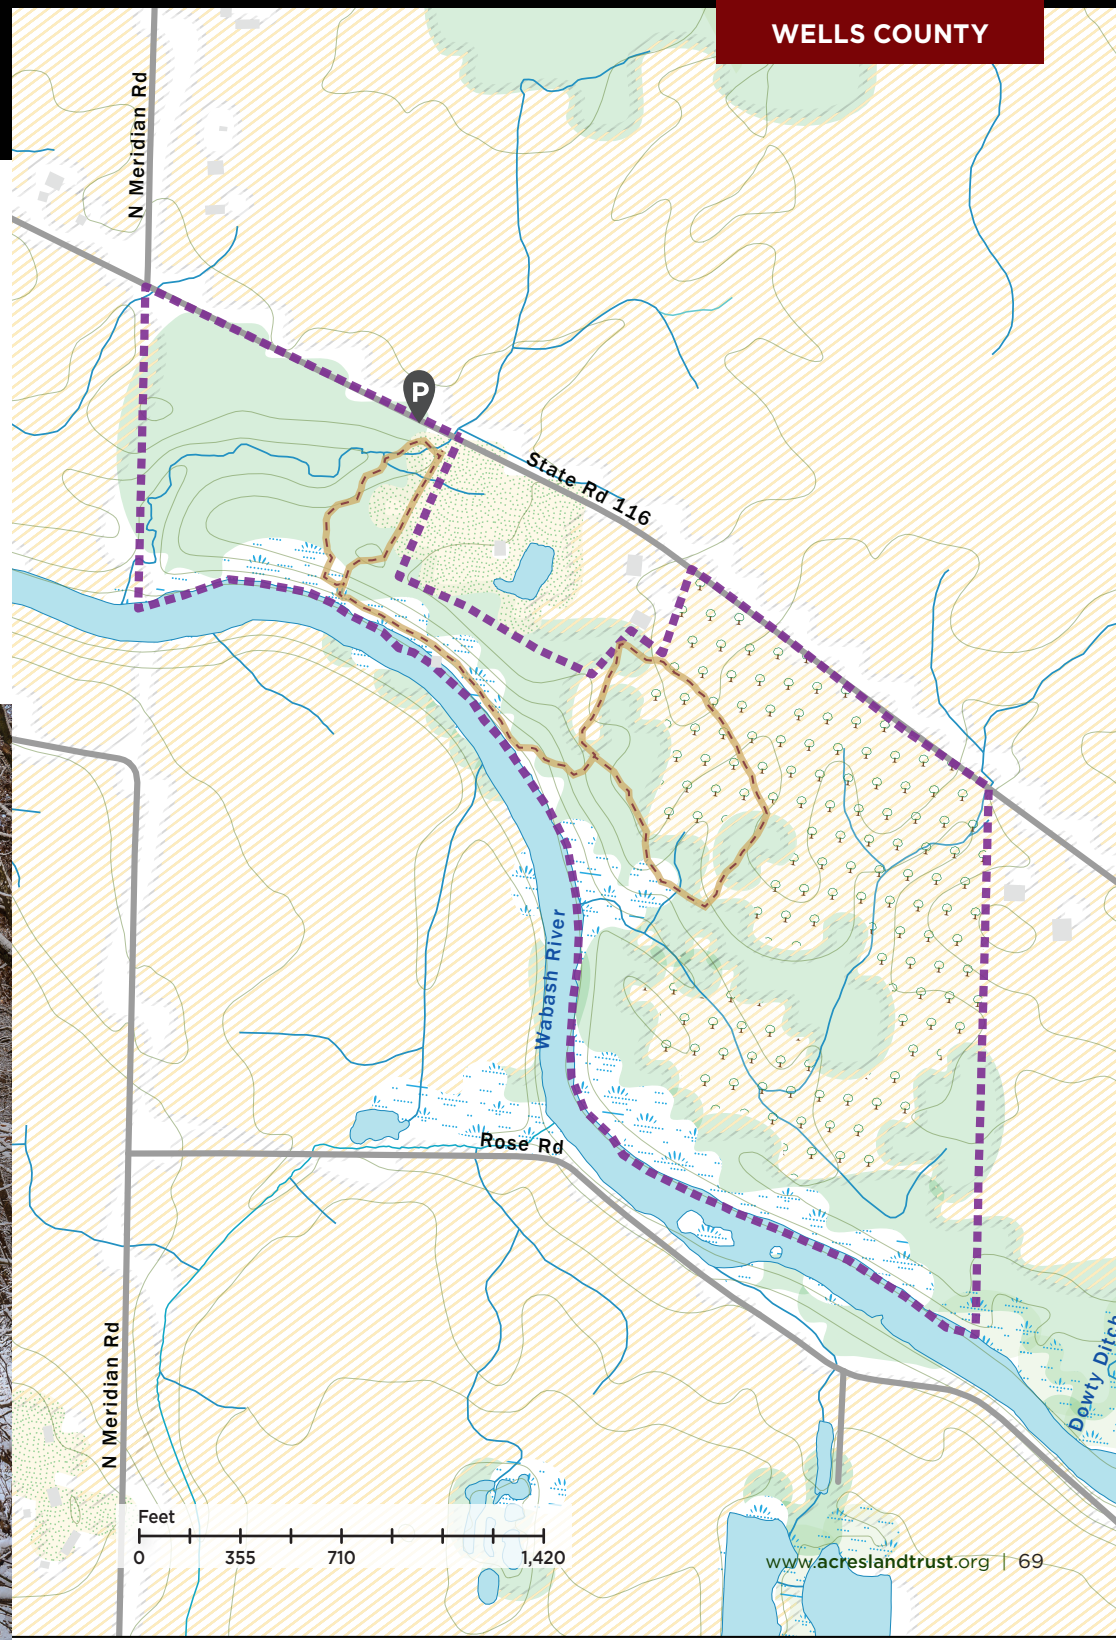 WELLS COUNTY
N Meridian Rd
P
State Rd 116
Wabash River
Rose Rd
N Meridian Rd
Dowty Ditch
Feet
0 355 710 1,420
www.acreslandtrust.org | 69